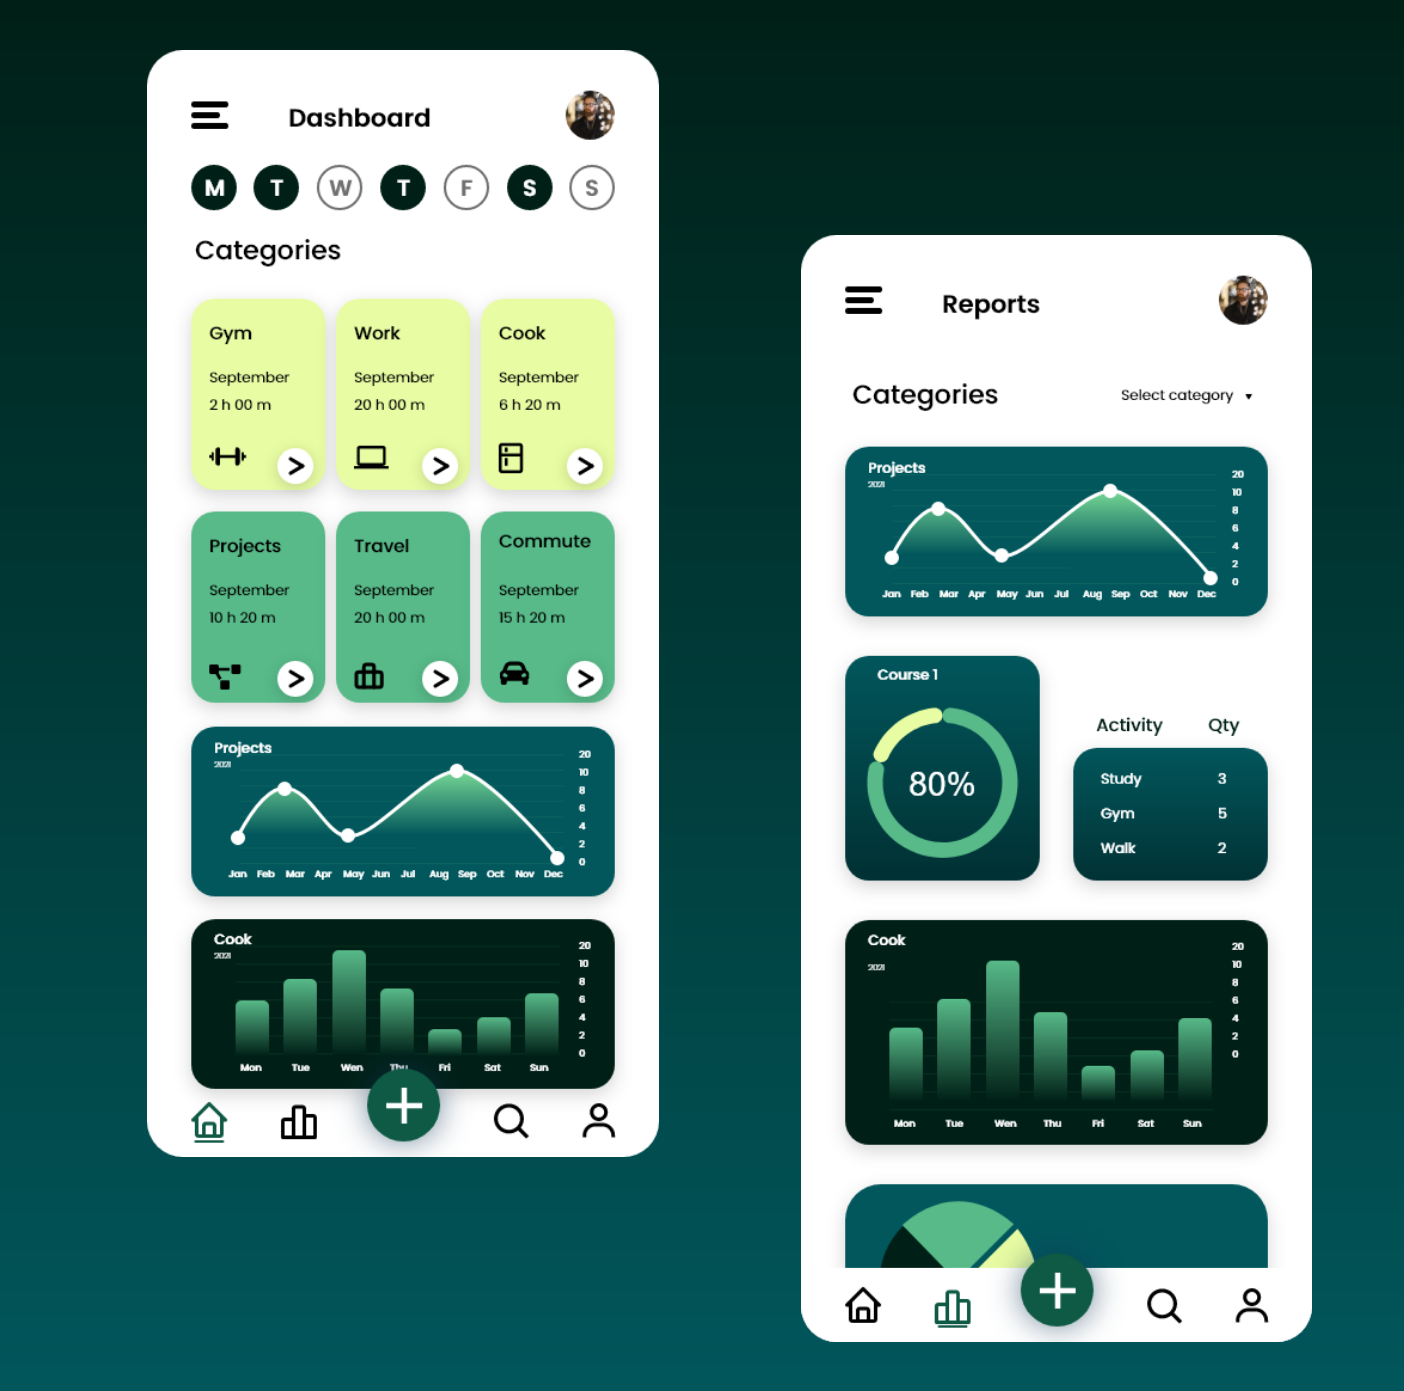 Dashboard
M T W T F S S
Categories
Gym
September
2 h 00 m
Work
September
20 h 00 m
Cook
September
6 h 20 m
Projects
September
10 h 20 m
Travel
September
20 h 00 m
Commute
September
15 h 20 m
Projects
2021
20
10
8
6
4
2
0
Jan Feb Mar Apr May Jun Jul Aug Sep Oct Nov Dec
Cook
2021
20
10
8
6
4
2
0
Mon Tue Wen Thu Fri Sat Sun
Reports
Categories
Select category
Projects
2021
20
10
8
6
4
2
0
Jan Feb Mar Apr May Jun Jul Aug Sep Oct Nov Dec
Course 1
80%
Activity Qty
Study 3
Gym 5
Walk 2
Cook
2021
20
10
8
6
4
2
0
Mon Tue Wen Thu Fri Sat Sun